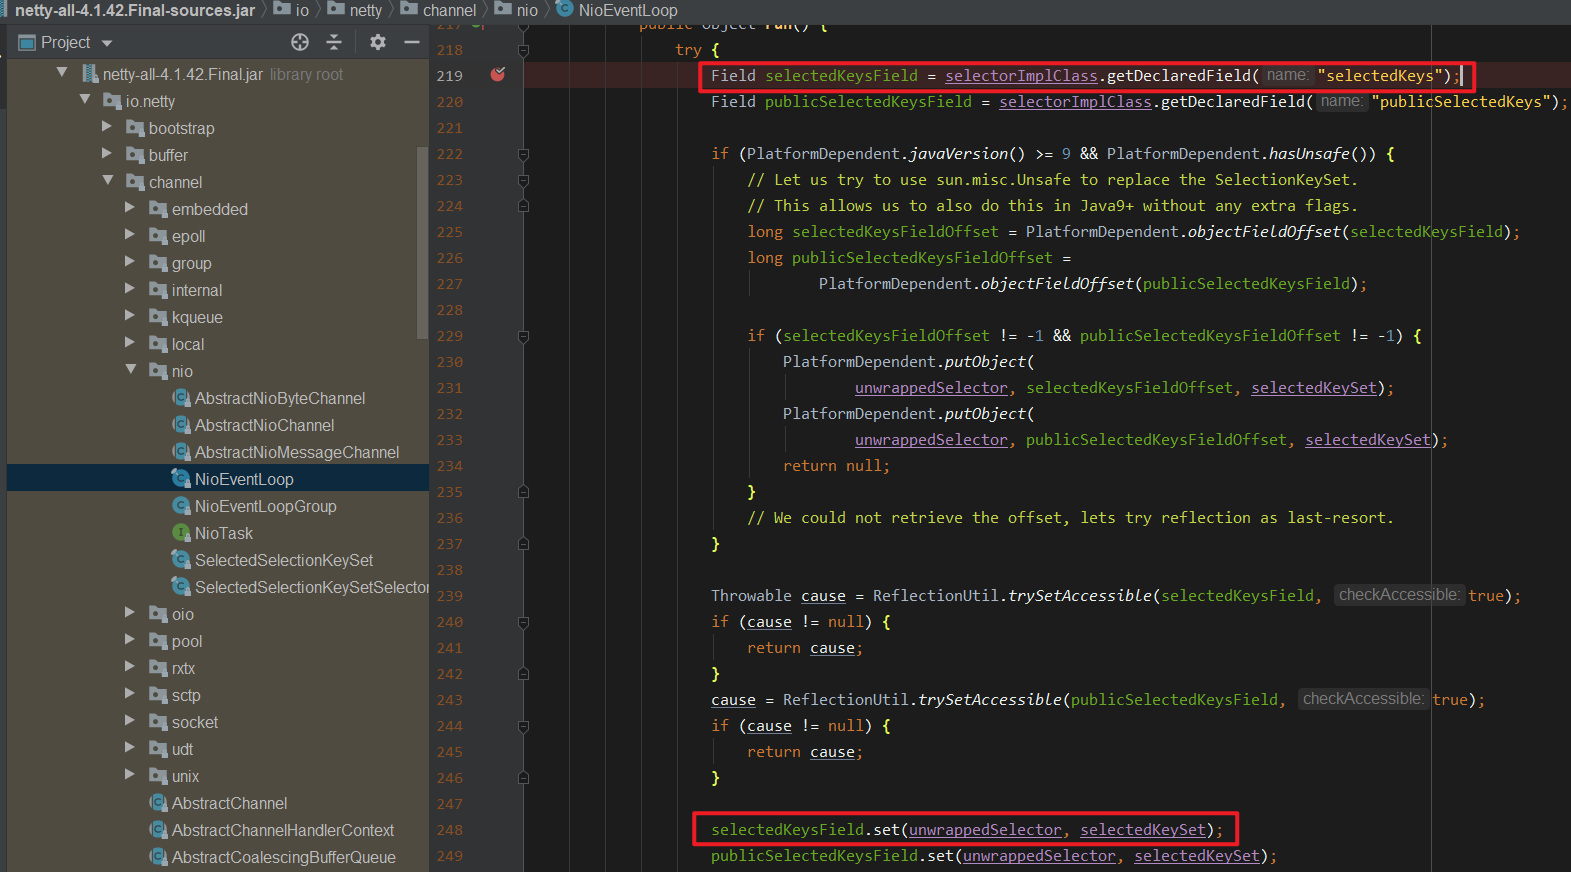 netty-all-4.1.42.Final-sources.jar io netty channel nio NioEventLoop
Project
netty-all-4.1.42.Final.jar library root
io.netty
bootstrap
buffer
channel
embedded
epoll
group
internal
kqueue
local
nio
AbstractNioByteChannel
AbstractNioChannel
AbstractNioMessageChannel
NioEventLoop
NioEventLoopGroup
NioTask
SelectedSelectionKeySet
SelectedSelectionKeySetSelector
oio
pool
rxtx
sctp
socket
udt
unix
AbstractChannel
AbstractChannelHandlerContext
AbstractCoalescingBufferQueue
217 public Object run() {
218 try {
219 Field selectedKeysField = selectorImplClass.getDeclaredField( name: "selectedKeys");
220 Field publicSelectedKeysField = selectorImplClass.getDeclaredField( name: "publicSelectedKeys");
221
222 if (PlatformDependent.javaVersion() >= 9 && PlatformDependent.hasUnsafe()) {
223 // Let us try to use sun.misc.Unsafe to replace the SelectionKeySet.
224 // This allows us to also do this in Java9+ without any extra flags.
225 long selectedKeysFieldOffset = PlatformDependent.objectFieldOffset(selectedKeysField);
226 long publicSelectedKeysFieldOffset =
227 PlatformDependent.objectFieldOffset(publicSelectedKeysField);
228
229 if (selectedKeysFieldOffset != -1 && publicSelectedKeysFieldOffset != -1) {
230 PlatformDependent.putObject(
231 unwrappedSelector, selectedKeysFieldOffset, selectedKeySet);
232 PlatformDependent.putObject(
233 unwrappedSelector, publicSelectedKeysFieldOffset, selectedKeySet);
234 return null;
235 }
236 // We could not retrieve the offset, lets try reflection as last-resort.
237 }
238
239 Throwable cause = ReflectionUtil.trySetAccessible(selectedKeysField, checkAccessible: true);
240 if (cause != null) {
241 return cause;
242 }
243 cause = ReflectionUtil.trySetAccessible(publicSelectedKeysField, checkAccessible: true);
244 if (cause != null) {
245 return cause;
246 }
247
248 selectedKeysField.set(unwrappedSelector, selectedKeySet);
249 publicSelectedKeysField.set(unwrappedSelector, selectedKeySet);